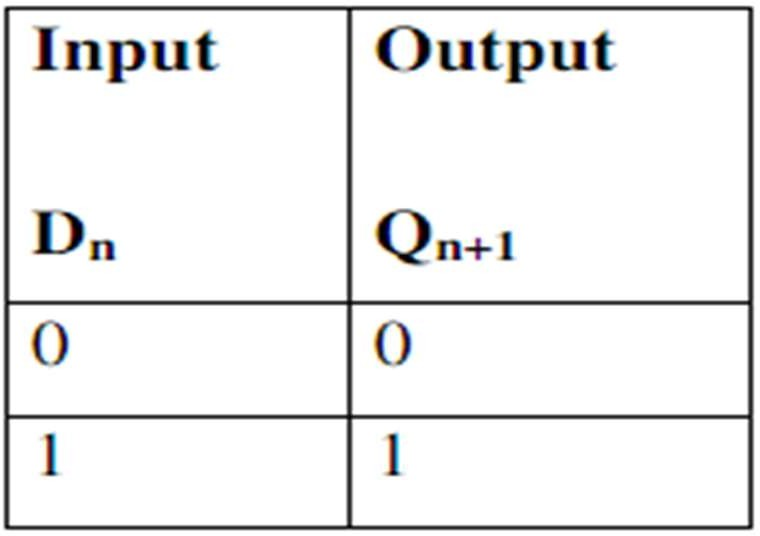 Input Output
Dₙ Qₙ₊₁
0 0
1 1